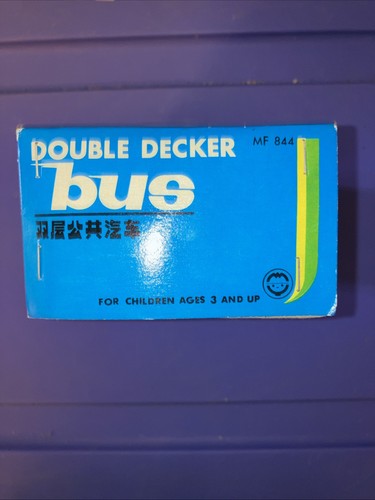 DOUBLE DECKER
MF 844
bus
双层公共汽车
FOR CHILDREN AGES 3 AND UP